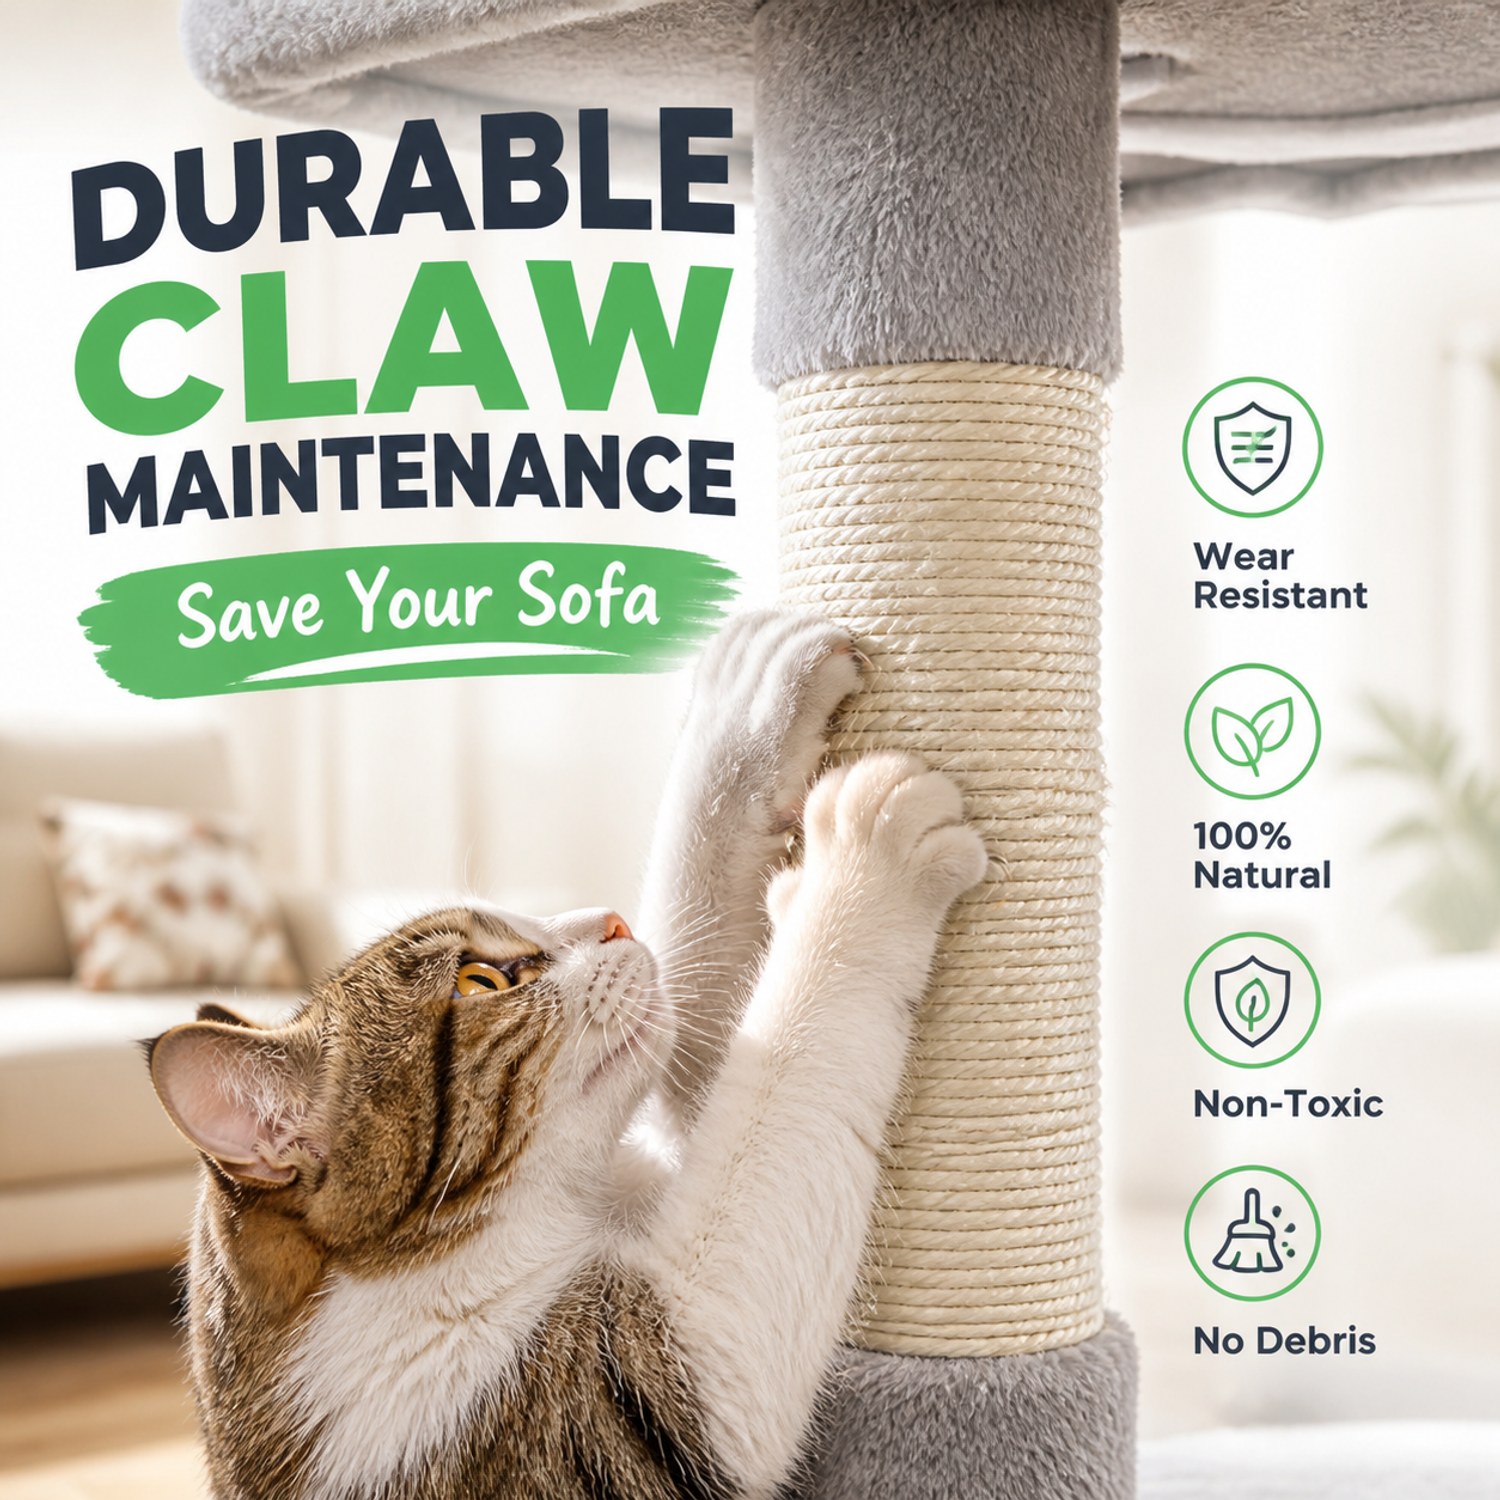 DURABLE
CLAW
MAINTENANCE
Save Your Sofa
Wear
Resistant
100%
Natural
Non-Toxic
No Debris